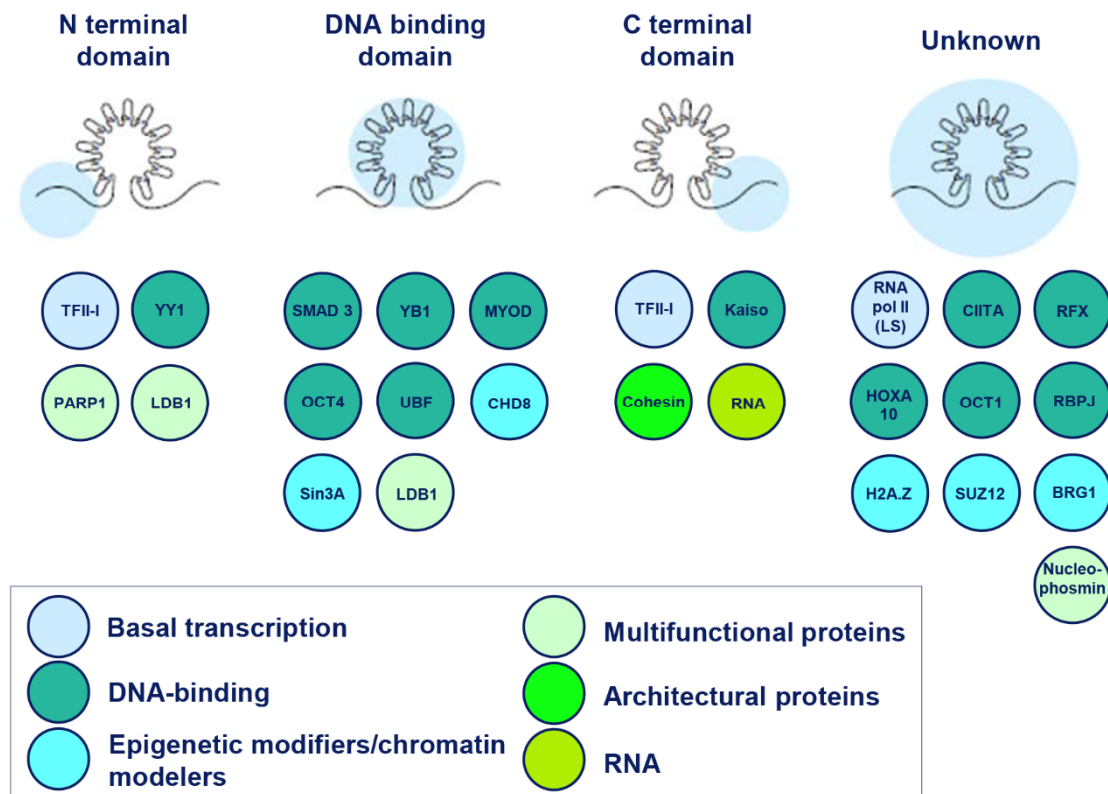 N terminal
domain
DNA binding
domain
C terminal
domain
Unknown
TFII-I
YY1
PARP1
LDB1
SMAD 3
YB1
MYOD
OCT4
UBF
CHD8
Sin3A
LDB1
TFII-I
Kaiso
Cohesin
RNA
RNA
pol II
(LS)
CIITA
RFX
HOXA
10
OCT1
RBPJ
H2A.Z
SUZ12
BRG1
Nucleo-
phosmin
Basal transcription
DNA-binding
Epigenetic modifiers/chromatin
modelers
Multifunctional proteins
Architectural proteins
RNA